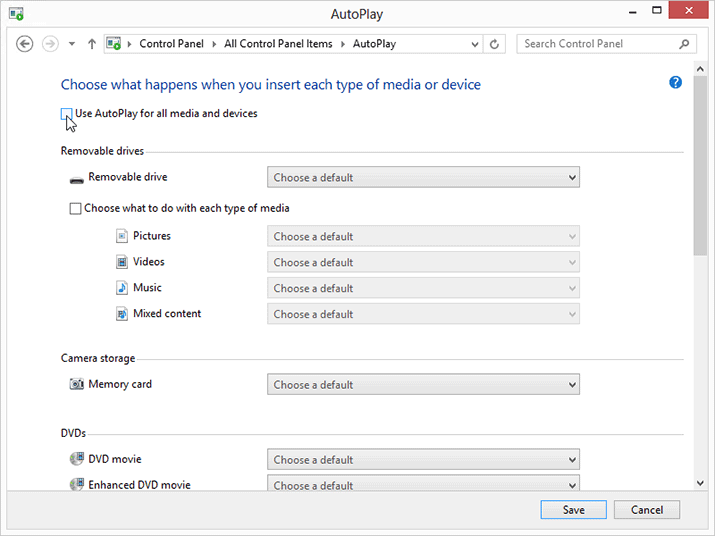 AutoPlay
Control Panel All Control Panel Items AutoPlay Search Control Panel
Choose what happens when you insert each type of media or device
?
Use AutoPlay for all media and devices
Removable drives
Removable drive Choose a default
Choose what to do with each type of media
Pictures Choose a default
Videos Choose a default
Music Choose a default
Mixed content Choose a default
Camera storage
Memory card Choose a default
DVDs
DVD movie Choose a default
Enhanced DVD movie Choose a default
Save Cancel